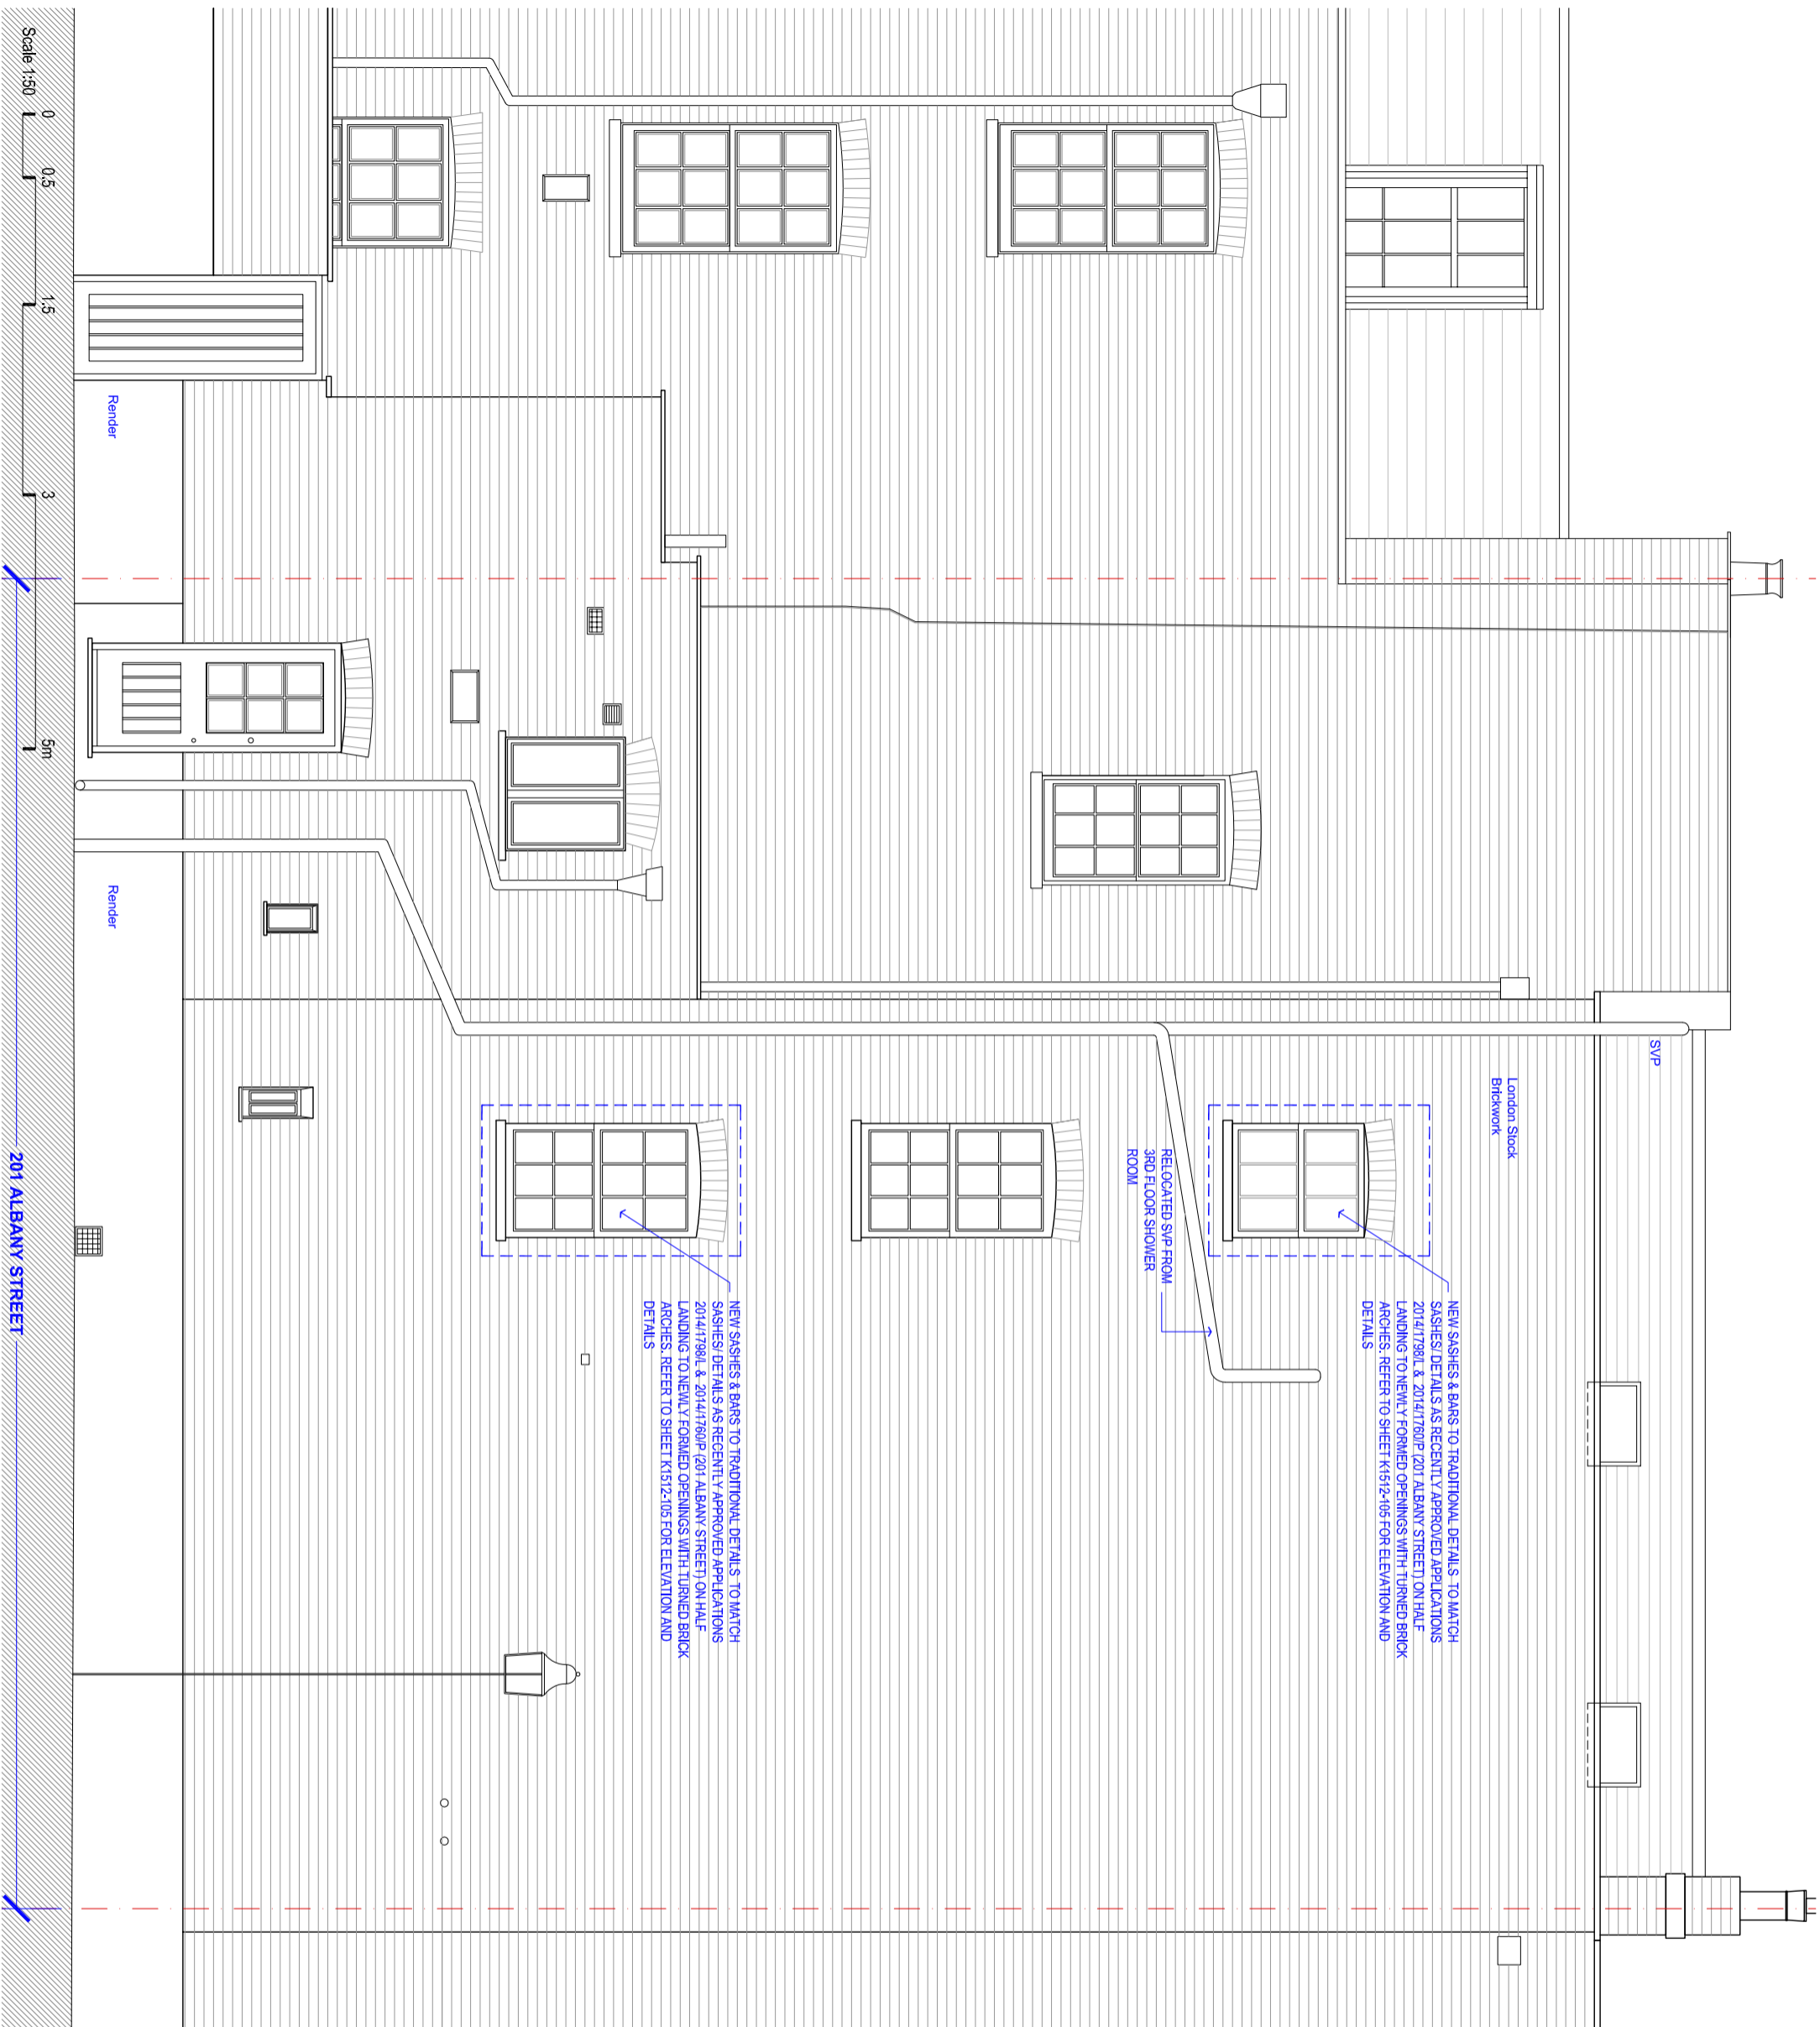 SVP
London Stock
Brickwork
NEW SASHES & BARS TO TRADITIONAL DETAILS TO MATCH
SASHES/ DETAILS AS RECENTLY APPROVED APPLICATIONS
2014/1798/L & 2014/1760/P (201 ALBANY STREET) ON HALF
LANDING TO NEWLY FORMED OPENINGS WITH TURNED BRICK
ARCHES. REFER TO SHEET K1512-105 FOR ELEVATION AND
DETAILS
RELOCATED SVP FROM
3RD FLOOR SHOWER
ROOM
NEW SASHES & BARS TO TRADITIONAL DETAILS TO MATCH
SASHES/ DETAILS AS RECENTLY APPROVED APPLICATIONS
2014/1798/L & 2014/1760/P (201 ALBANY STREET) ON HALF
LANDING TO NEWLY FORMED OPENINGS WITH TURNED BRICK
ARCHES. REFER TO SHEET K1512-105 FOR ELEVATION AND
DETAILS
Render
Render
0 0.5 1.5 3 5m
Scale 1:50
201 ALBANY STREET